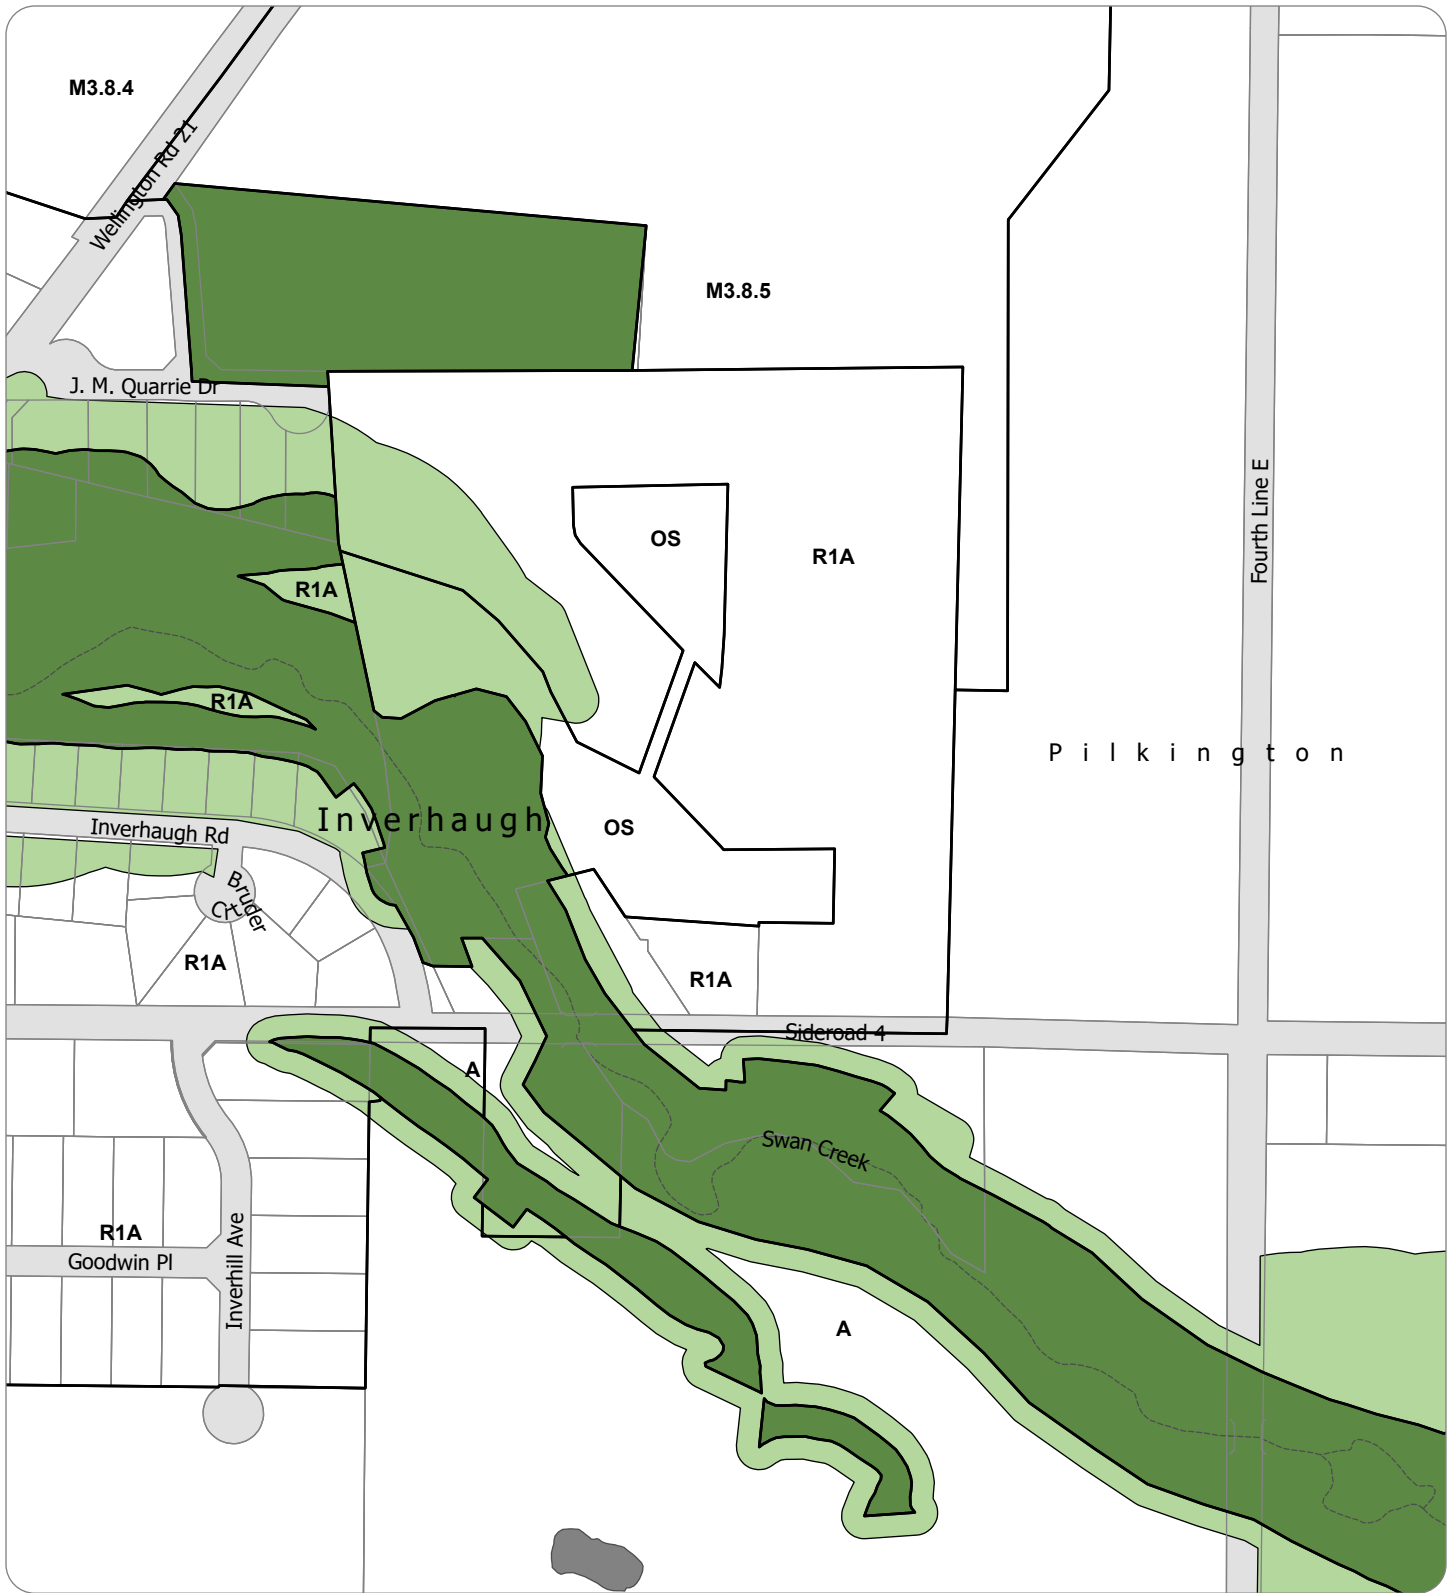 M3.8.4
Wellington Rd 21
M3.8.5
J. M. Quarrie Dr
Fourth Line E
OS
R1A
R1A
R1A
Pilkington
Inverhaugh
OS
Inverhaugh Rd
Bruder
Crt
R1A
R1A
Sideroad 4
A
Swan Creek
R1A
Goodwin Pl
Inverhill Ave
A